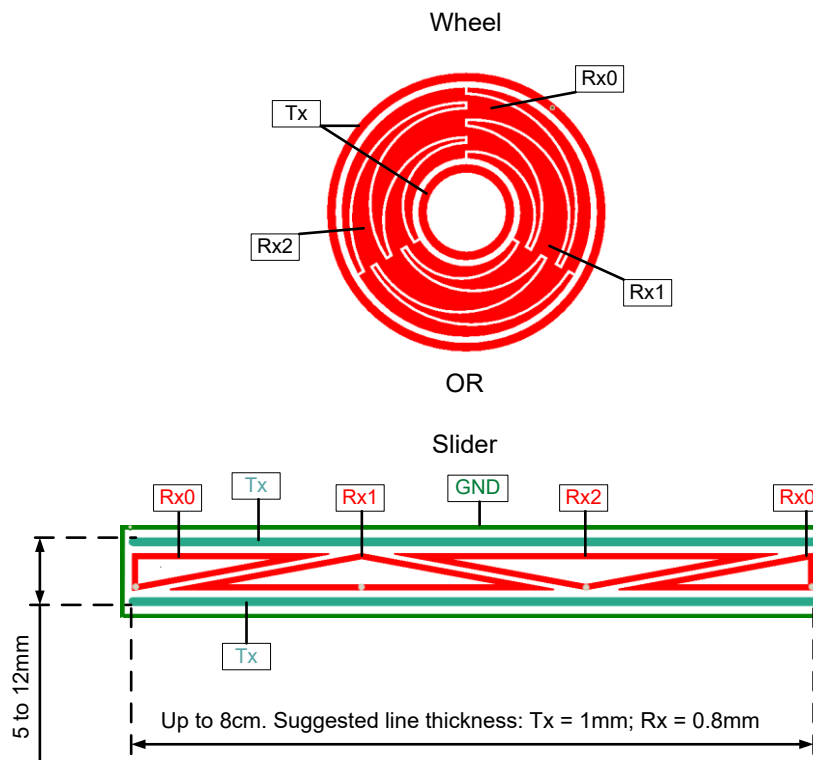 Wheel
Rx0
Tx
Rx2
Rx1
OR
Slider
Rx0
Tx
Rx1
GND
Rx2
Rx0
Tx
5 to 12mm
Up to 8cm. Suggested line thickness: Tx = 1mm; Rx = 0.8mm